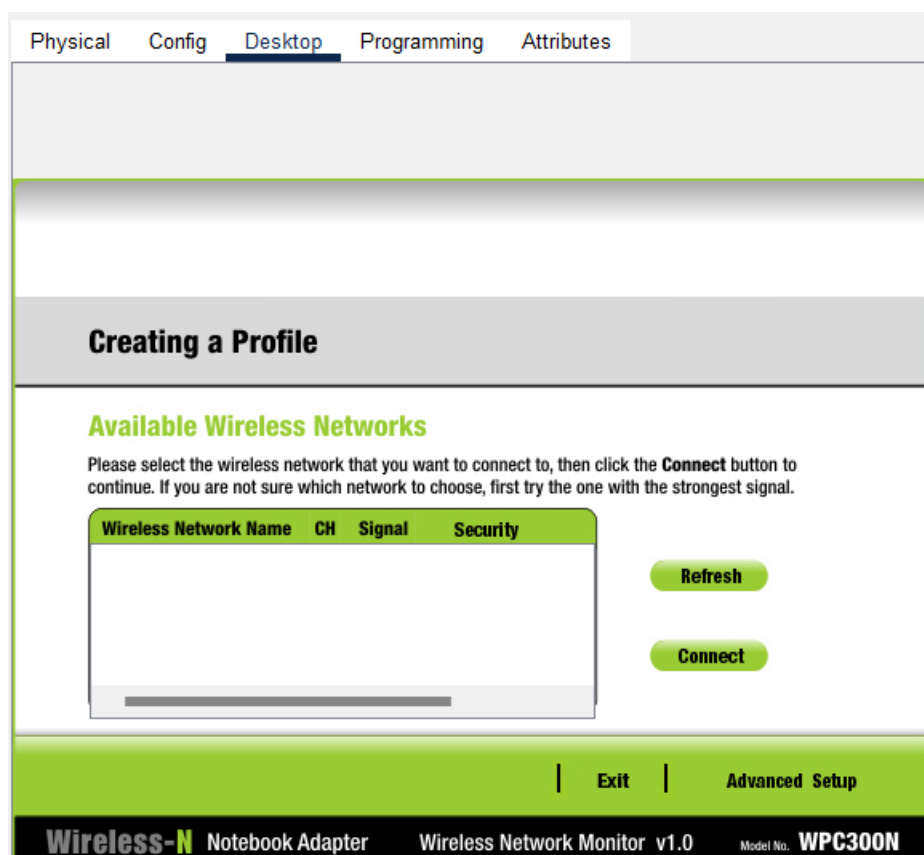 Physical Config Desktop Programming Attributes
Creating a Profile
Available Wireless Networks
Please select the wireless network that you want to connect to, then click the Connect button to
continue. If you are not sure which network to choose, first try the one with the strongest signal.
Wireless Network Name CH Signal Security
Refresh
Connect
Exit Advanced Setup
Wireless-N Notebook Adapter Wireless Network Monitor v1.0 Model No. WPC300N